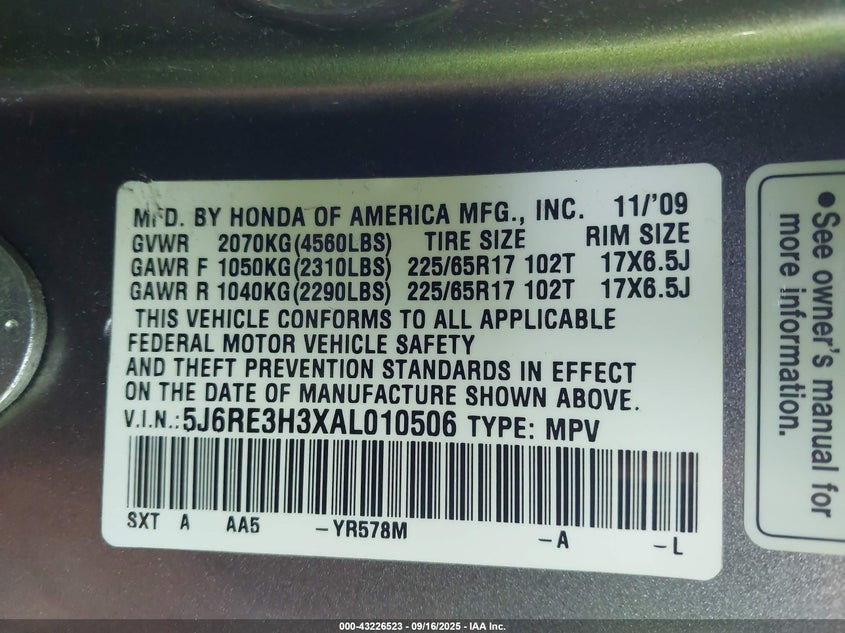 MFD. BY HONDA OF AMERICA MFG., INC. 11/'09
GVWR 2070KG(4560LBS) TIRE SIZE RIM SIZE
GAWR F 1050KG(2310LBS) 225/65R17 102T 17X6.5J
GAWR R 1040KG(2290LBS) 225/65R17 102T 17X6.5J
THIS VEHICLE CONFORMS TO ALL APPLICABLE
FEDERAL MOTOR VEHICLE SAFETY
AND THEFT PREVENTION STANDARDS IN EFFECT
ON THE DATE OF MANUFACTURE SHOWN ABOVE.
V.I.N.:5J6RE3H3XAL010506 TYPE: MPV
SXT A AA5 -YR578M -A -L
•See owner's manual for
more information.
000-43226523 - 09/16/2025 - IAA Inc.